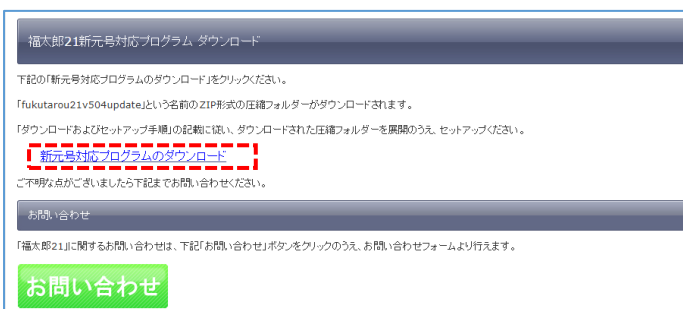 福太郎21新元号対応プログラム ダウンロード
下記の「新元号対応プログラムのダウンロード」をクリックください。
「fukutarou21v504update」という名前のZIP形式の圧縮フォルダーがダウンロードされます。
「ダウンロードおよびセットアップ手順」の記載に従い、ダウンロードされた圧縮フォルダーを展開のうえ、セットアップください。
新元号対応プログラムのダウンロード
ご不明な点がございましたら下記までお問い合わせください。
お問い合わせ
「福太郎21」に関するお問い合わせは、下記「お問い合わせ」ボタンをクリックのうえ、お問い合わせフォームより行えます。
お問い合わせ